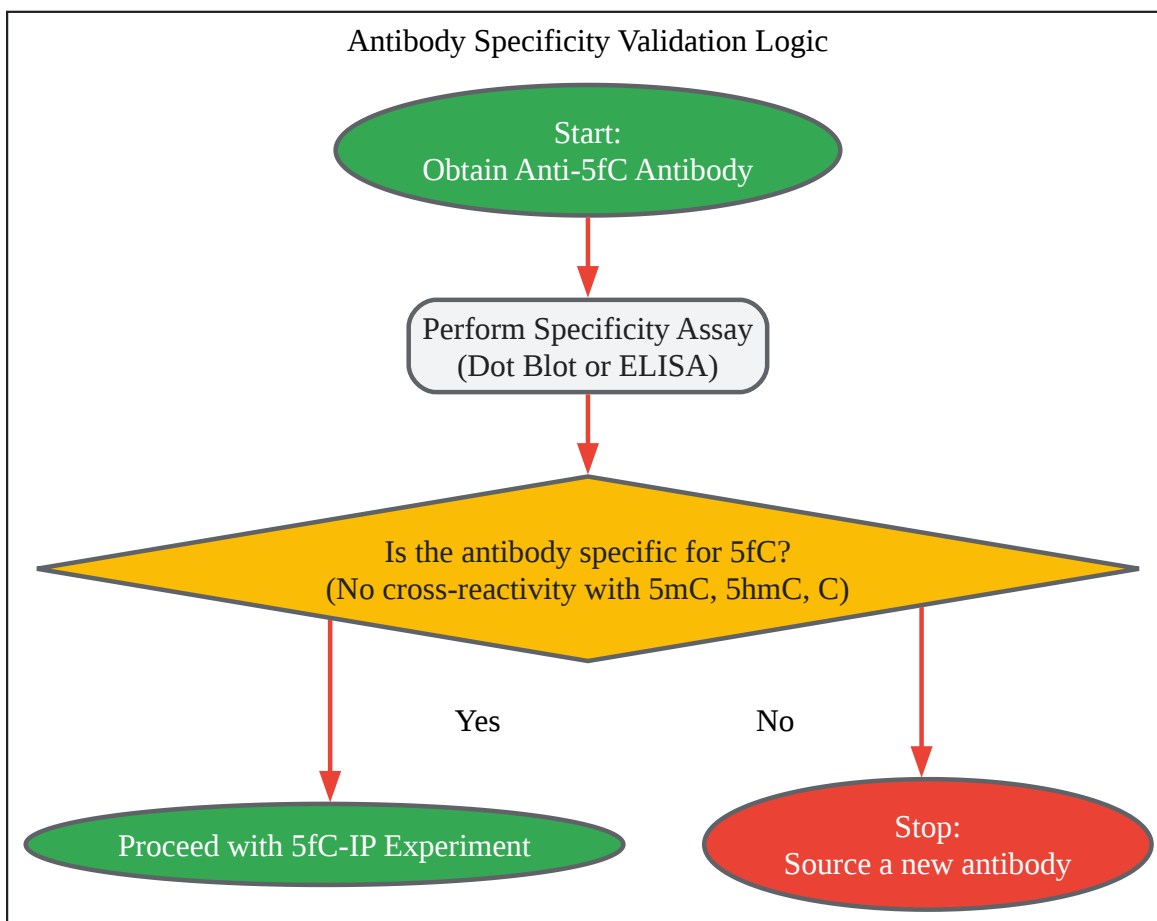 Antibody Specificity Validation Logic
Start:
Obtain Anti-5fC Antibody
Perform Specificity Assay
(Dot Blot or ELISA)
Is the antibody specific for 5fC?
(No cross-reactivity with 5mC, 5hmC, C)
Yes
No
Proceed with 5fC-IP Experiment
Stop:
Source a new antibody